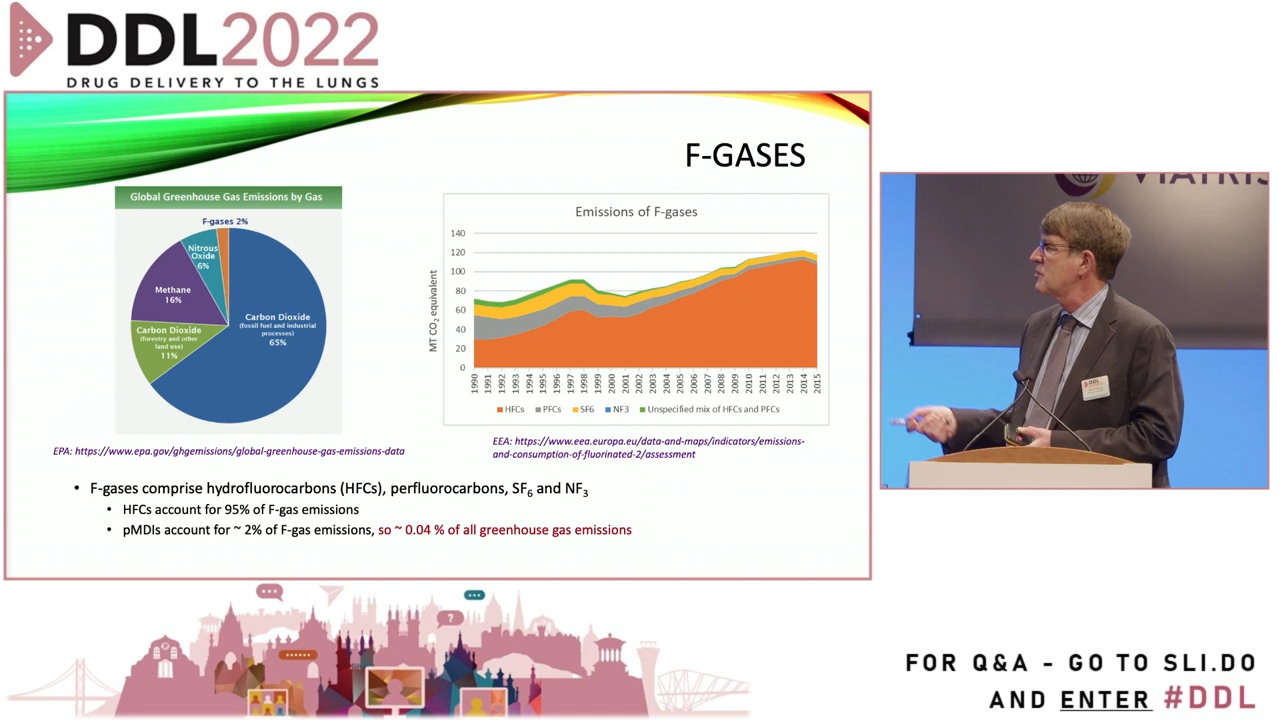 DDL2022
DRUG DELIVERY TO THE LUNGS
F-GASES
Global Greenhouse Gas Emissions by Gas
F-gases 2%
Nitrous
Oxide
6%
Methane
16%
Carbon Dioxide
(forestry and other
land use)
11%
Carbon Dioxide
(fossil fuel and industrial
processes)
65%
EPA: https://www.epa.gov/ghgemissions/global-greenhouse-gas-emissions-data
Emissions of F-gases
MT CO₂ equivalent
140
120
100
80
60
40
20
0
1990 1991 1992 1993 1994 1995 1996 1997 1998 1999 2000 2001 2002 2003 2004 2005 2006 2007 2008 2009 2010 2011 2012 2013 2014 2015
HFCs PFCs SF6 NF3 Unspecified mix of HFCs and PFCs
EEA: https://www.eea.europa.eu/data-and-maps/indicators/emissions-
and-consumption-of-fluorinated-2/assessment
• F-gases comprise hydrofluorocarbons (HFCs), perfluorocarbons, SF₆ and NF₃
• HFCs account for 95% of F-gas emissions
• pMDIs account for ~ 2% of F-gas emissions, so ~ 0.04 % of all greenhouse gas emissions
VIATRIS
DDL
?
FOR Q&A - GO TO SLI.DO
AND ENTER #DDL